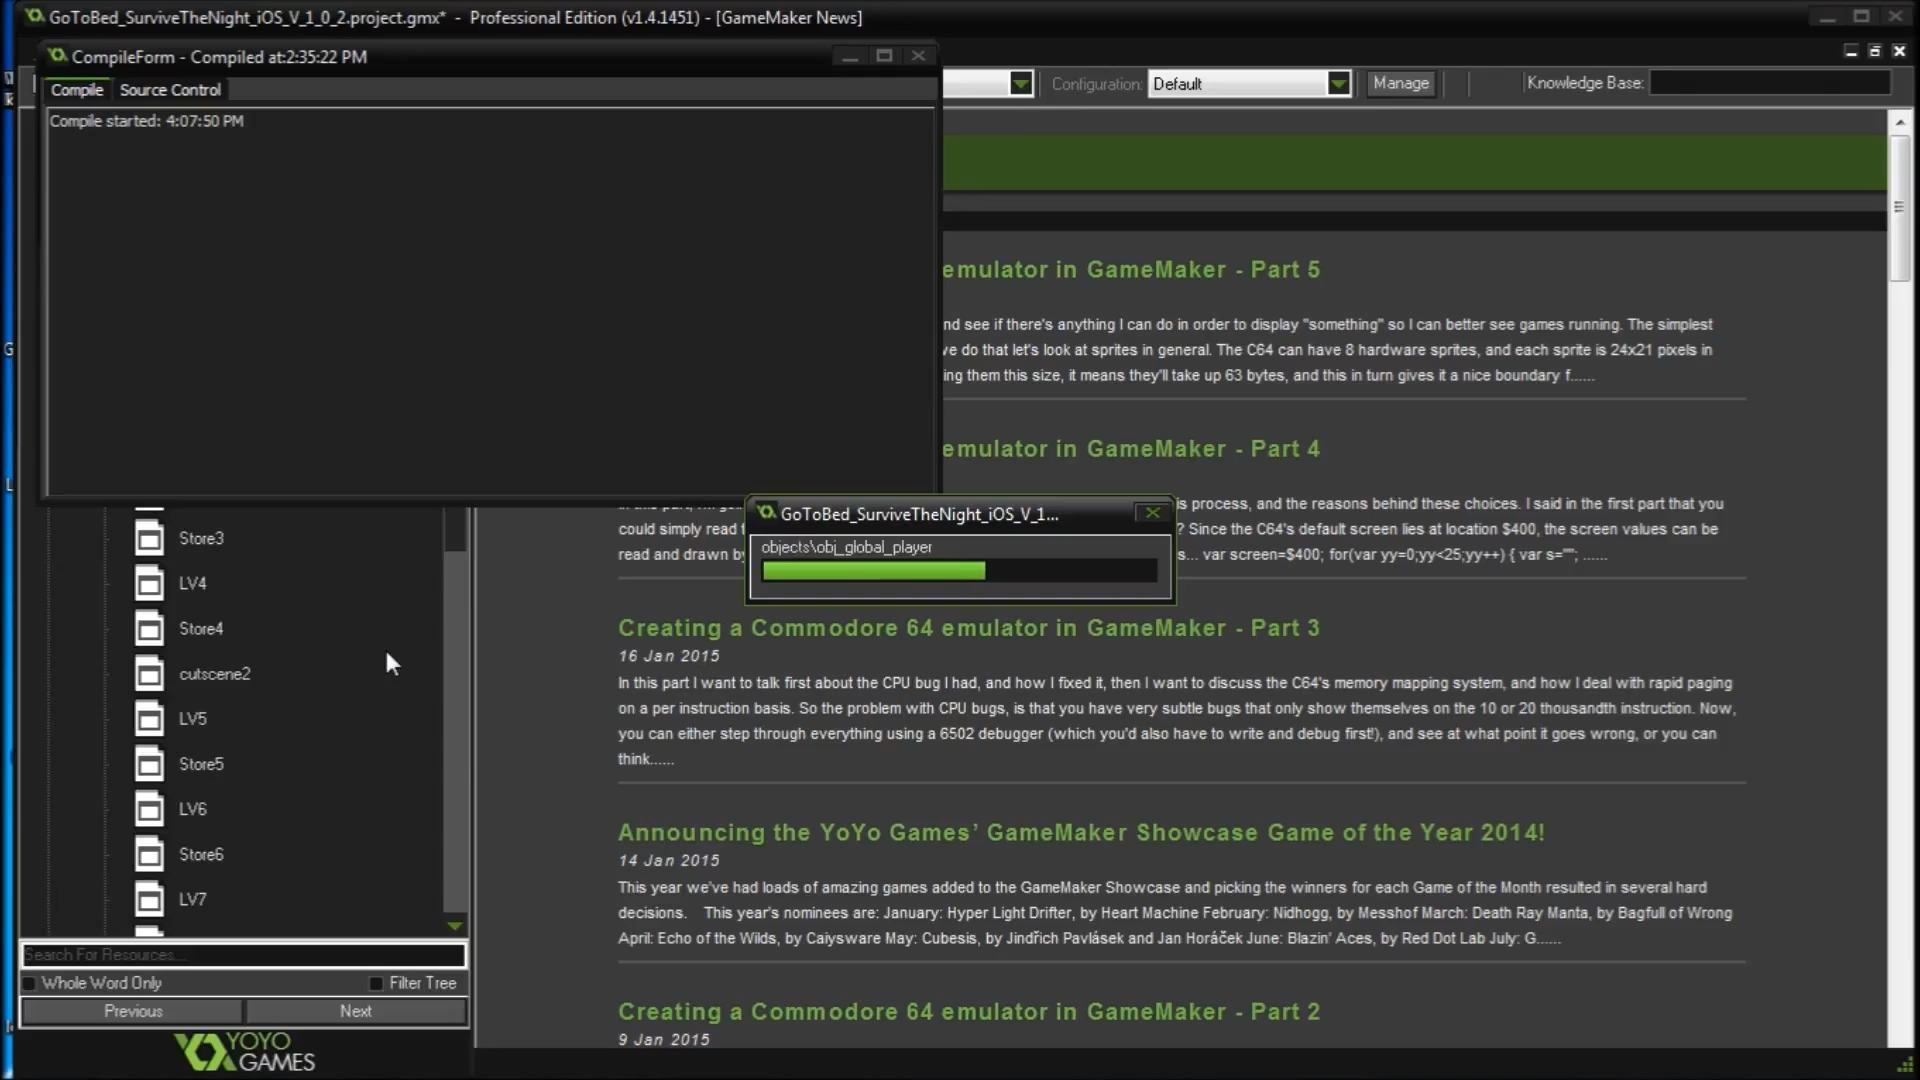 GoToBed_SurviveTheNight_iOS_V_1_0_2.project.gmx* - Professional Edition (v1.4.1451) - [GameMaker News]
CompileForm - Compiled at:2:35:22 PM
Compile Source Control
Configuration: Default Manage Knowledge Base:
Compile started: 4:07:50 PM
emulator in GameMaker - Part 5
nd see if there's anything I can do in order to display "something" so I can better see games running. The simplest
ve do that let's look at sprites in general. The C64 can have 8 hardware sprites, and each sprite is 24x21 pixels in
ing them this size, it means they'll take up 63 bytes, and this in turn gives it a nice boundary f......
emulator in GameMaker - Part 4
is process, and the reasons behind these choices. I said in the first part that you
could simply read ? Since the C64's default screen lies at location $400, the screen values can be
read and drawn by s... var screen=$400; for(var yy=0;yy<25;yy++) { var s=""; ......
GoToBed_SurviveTheNight_iOS_V_1...
objects\obj_global_player
Store3
LV4
Store4
cutscene2
LV5
Store5
LV6
Store6
LV7
Creating a Commodore 64 emulator in GameMaker - Part 3
16 Jan 2015
In this part I want to talk first about the CPU bug I had, and how I fixed it, then I want to discuss the C64's memory mapping system, and how I deal with rapid paging
on a per instruction basis. So the problem with CPU bugs, is that you have very subtle bugs that only show themselves on the 10 or 20 thousandth instruction. Now,
you can either step through everything using a 6502 debugger (which you'd also have to write and debug first!), and see at what point it goes wrong, or you can
think......
Announcing the YoYo Games' GameMaker Showcase Game of the Year 2014!
14 Jan 2015
This year we've had loads of amazing games added to the GameMaker Showcase and picking the winners for each Game of the Month resulted in several hard
decisions. This year's nominees are: January: Hyper Light Drifter, by Heart Machine February: Nidhogg, by Messhof March: Death Ray Manta, by Bagfull of Wrong
April: Echo of the Wilds, by Caiysware May: Cubesis, by Jindřich Pavlásek and Jan Horáček June: Blazin' Aces, by Red Dot Lab July: G......
Creating a Commodore 64 emulator in GameMaker - Part 2
9 Jan 2015
Search For Resources...
Whole Word Only Filter Tree
Previous Next
YOYO
GAMES